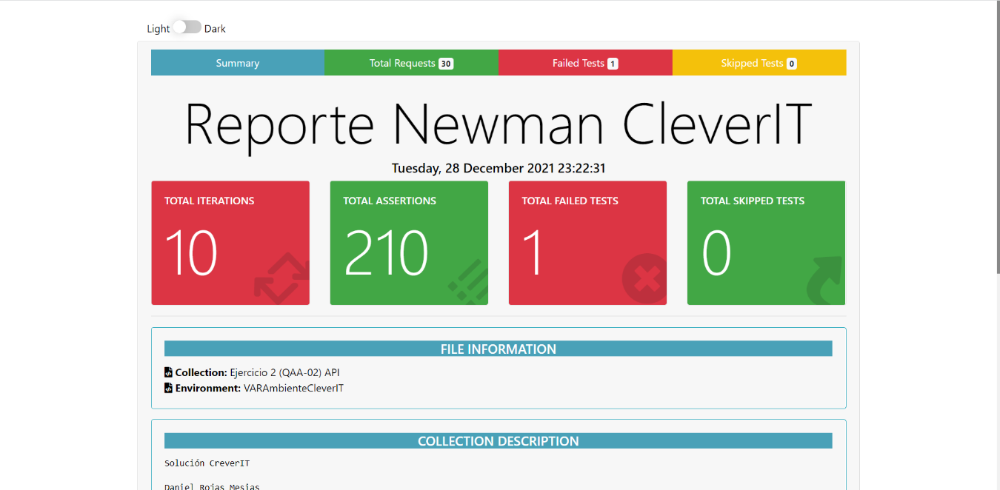 Light Dark
Summary Total Requests 30 Failed Tests 1 Skipped Tests 0
Reporte Newman CleverIT
Tuesday, 28 December 2021 23:22:31
TOTAL ITERATIONS TOTAL ASSERTIONS TOTAL FAILED TESTS TOTAL SKIPPED TESTS
10 210 1 0
FILE INFORMATION
Collection: Ejercicio 2 (QAA-02) API
Environment: VARAmbienteCleverIT
COLLECTION DESCRIPTION
Solución CreverIT
Daniel Rojas Mesias